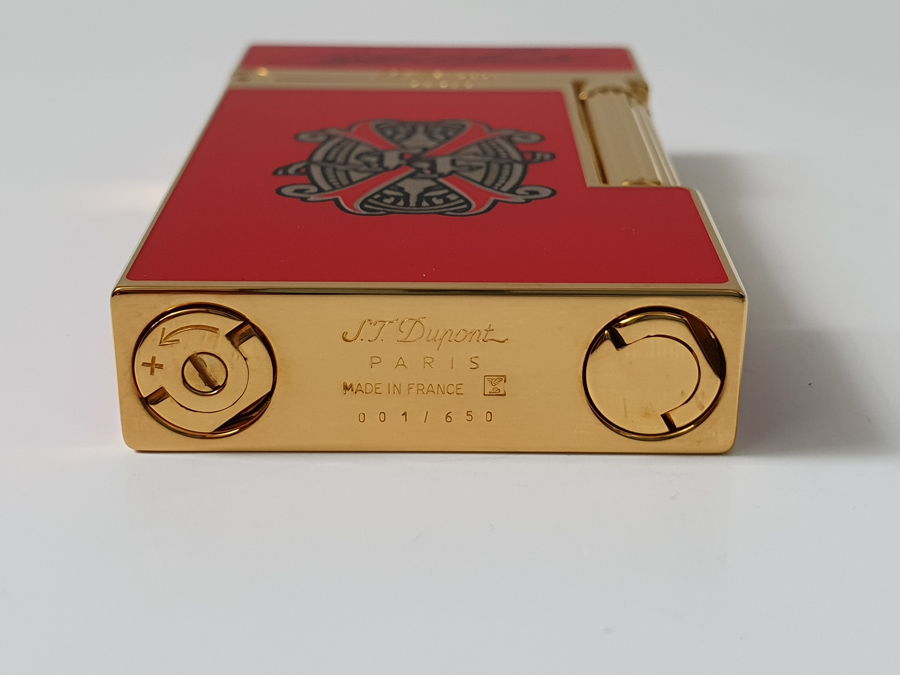 S.T. Dupont
PARIS
MADE IN FRANCE
001/650
+